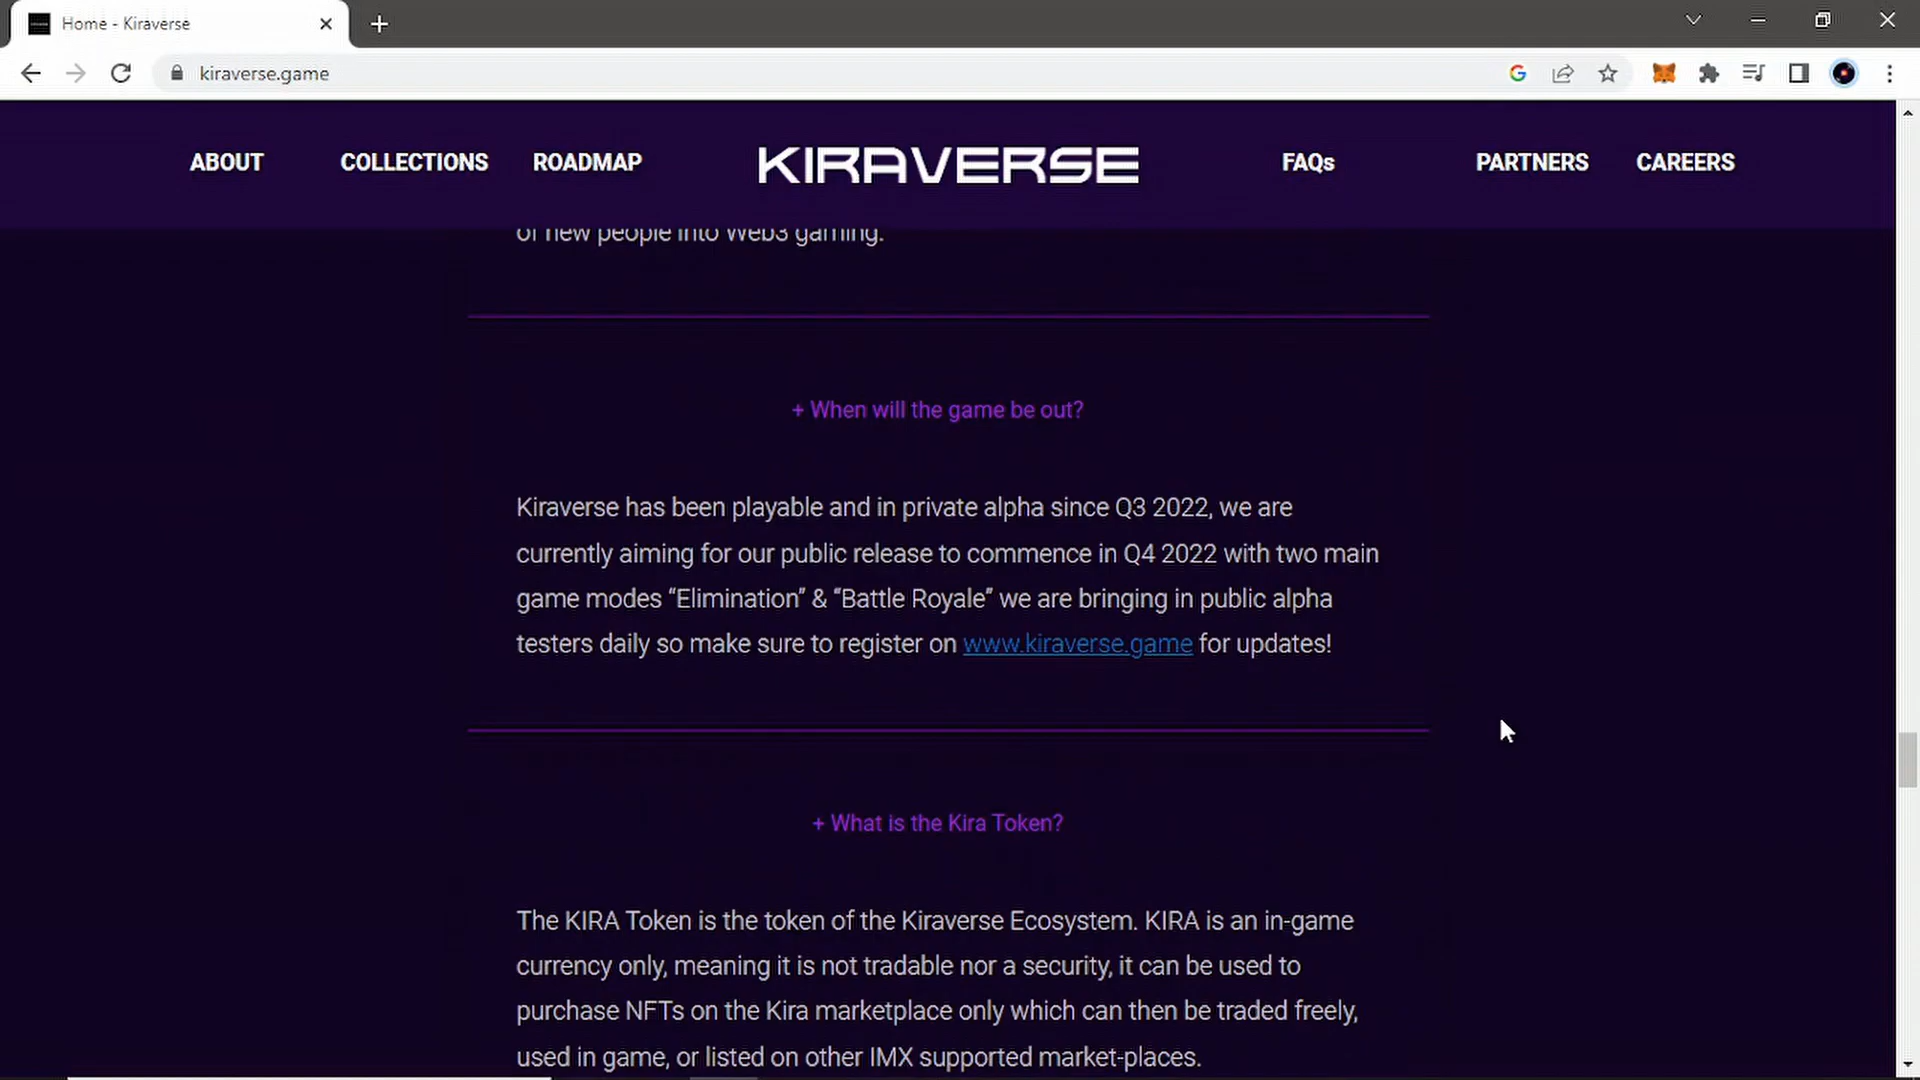 Home - Kiraverse
kiraverse.game
ABOUT COLLECTIONS ROADMAP KIRAVERSE FAQs PARTNERS CAREERS
of new people into Web3 gaming.
+ When will the game be out?
Kiraverse has been playable and in private alpha since Q3 2022, we are
currently aiming for our public release to commence in Q4 2022 with two main
game modes “Elimination” & “Battle Royale” we are bringing in public alpha
testers daily so make sure to register on www.kiraverse.game for updates!
+ What is the Kira Token?
The KIRA Token is the token of the Kiraverse Ecosystem. KIRA is an in-game
currency only, meaning it is not tradable nor a security, it can be used to
purchase NFTs on the Kira marketplace only which can then be traded freely,
used in game, or listed on other IMX supported market-places.